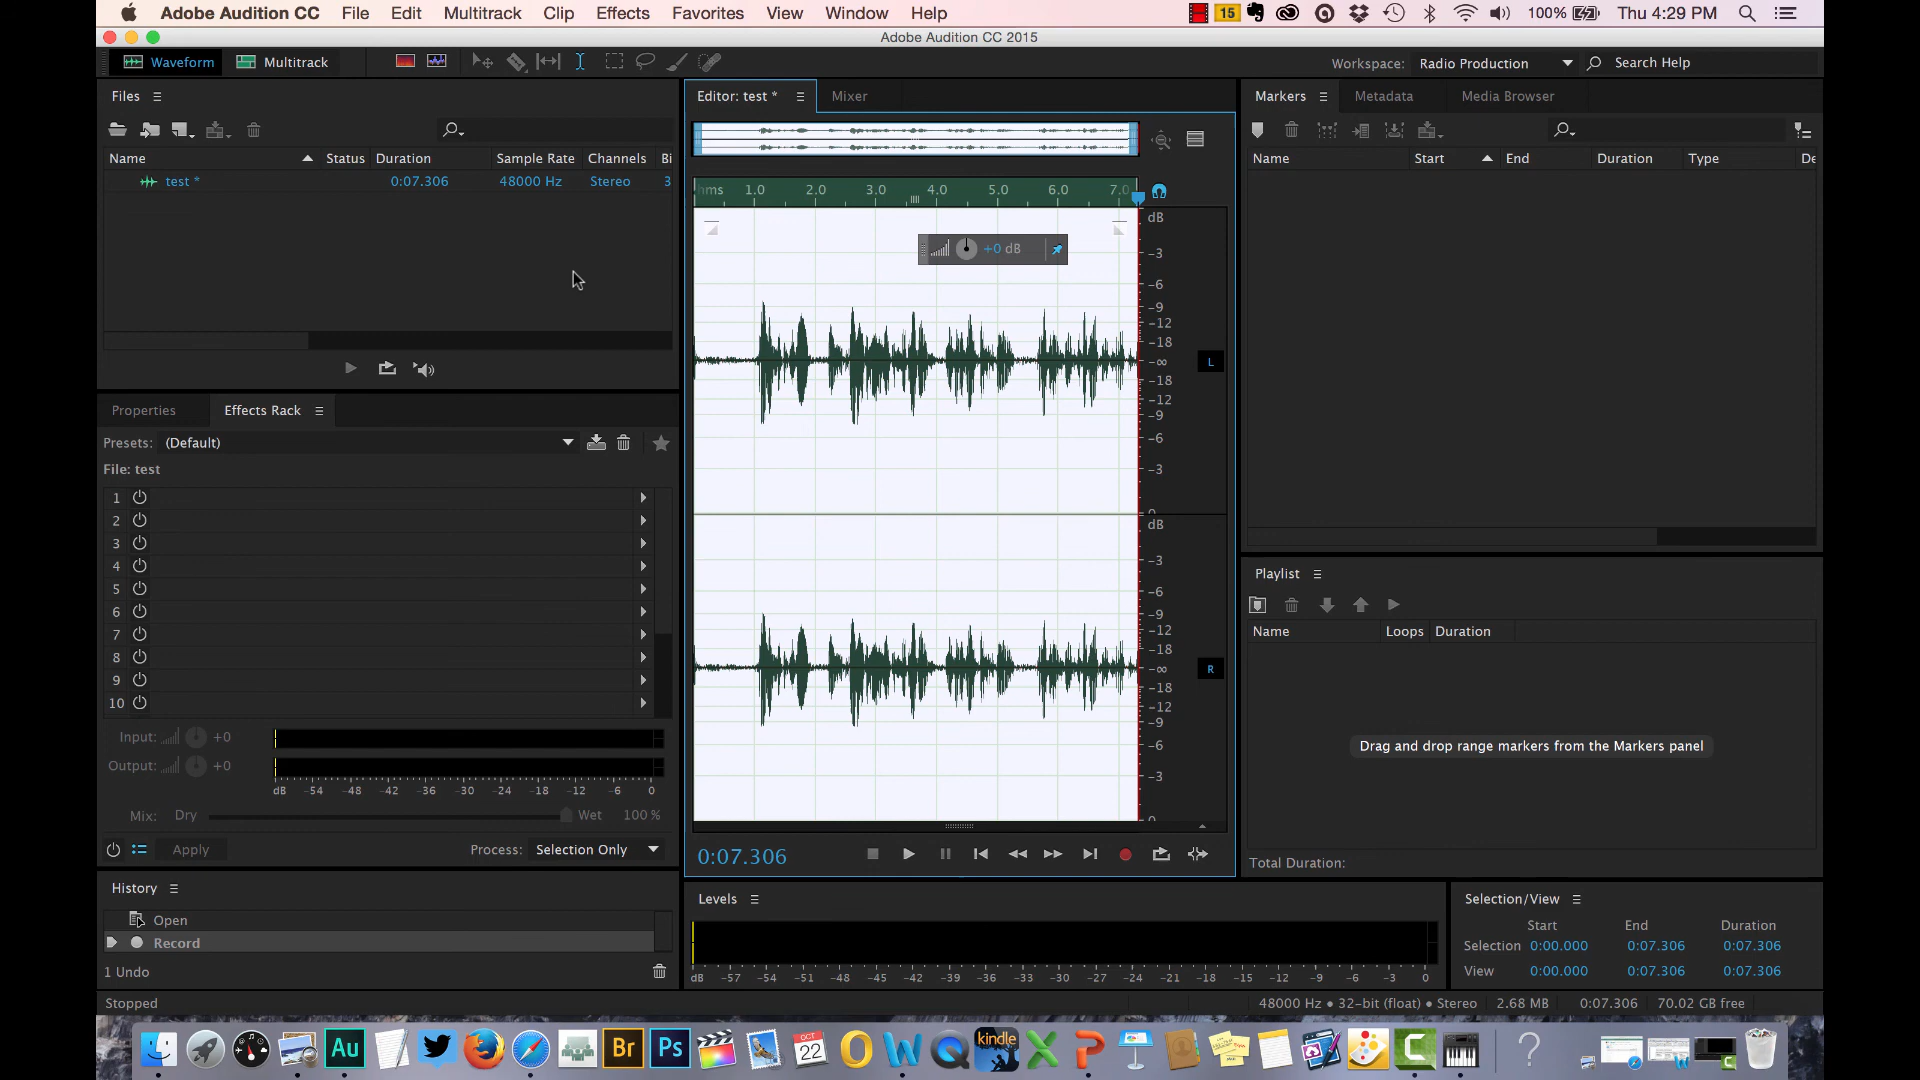 Adobe Audition CC File Edit Multitrack Clip Effects Favorites View Window Help 15 100% Thu 4:29 PM
Adobe Audition CC 2015
Waveform Multitrack Workspace: Radio Production Search Help
Files
Name Status Duration Sample Rate Channels Bi
test * 0:07.306 48000 Hz Stereo 3
Properties Effects Rack
Presets: (Default)
File: test
1
2
3
4
5
6
7
8
9
10
Input: +0
Output: +0
dB -54 -48 -42 -36 -30 -24 -18 -12 -6 0
Mix: Dry Wet 100 %
Apply Process: Selection Only
History
Open
Record
1 Undo
Stopped
Editor: test * Mixer
hms 1.0 2.0 3.0 4.0 5.0 6.0 7.0
+0 dB
dB
-3
-6
-9
-12
-18
-∞
-18
-12
-9
-6
-3
L
dB
-3
-6
-9
-12
-18
-∞
-18
-12
-9
-6
-3
R
0:07.306
Levels
dB -57 -54 -51 -48 -45 -42 -39 -36 -33 -30 -27 -24 -21 -18 -15 -12 -9 -6 -3 0
Markers Metadata Media Browser
Name Start End Duration Type De
Playlist
Name Loops Duration
Drag and drop range markers from the Markers panel
Total Duration:
Selection/View
Start End Duration
Selection 0:00.000 0:07.306 0:07.306
View 0:00.000 0:07.306 0:07.306
48000 Hz • 32-bit (float) • Stereo 2.68 MB 0:07.306 70.02 GB free
Au Br Ps OCT 22 kindle